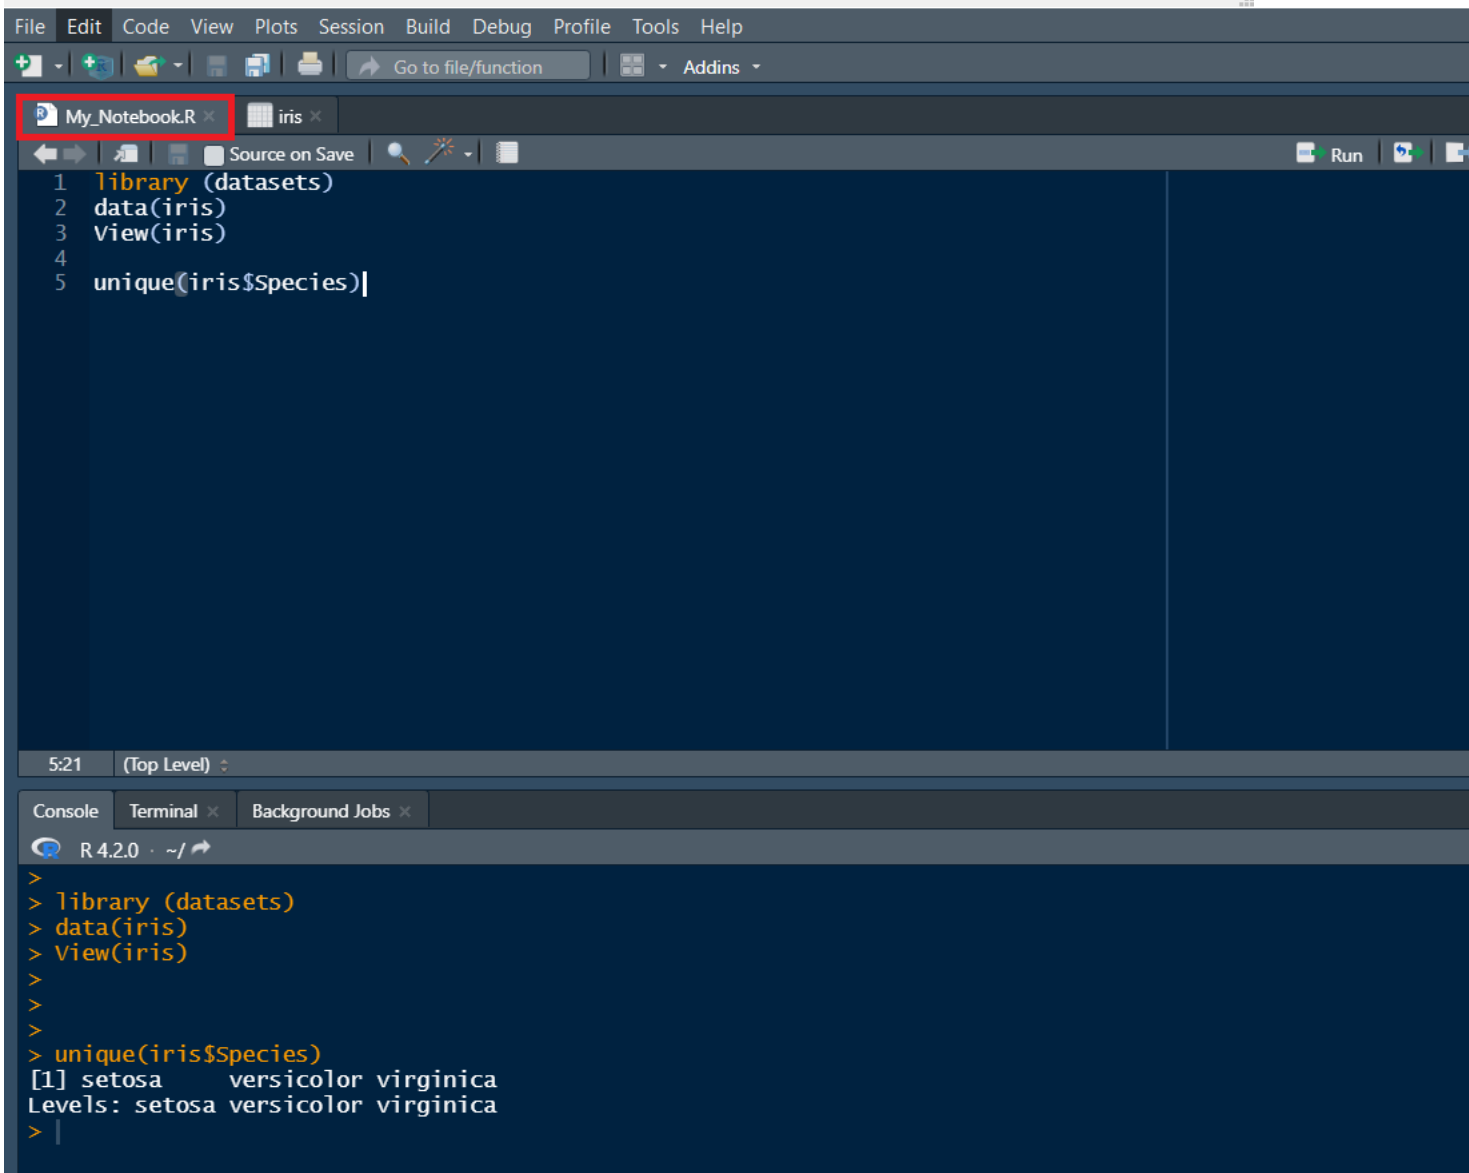 File Edit Code View Plots Session Build Debug Profile Tools Help
Go to file/function Addins
My_Notebook.R iris
Source on Save Run
1 library (datasets)
2 data(iris)
3 View(iris)
4
5 unique(iris$Species)
5:21 (Top Level)
Console Terminal Background Jobs
R 4.2.0 · ~/
>
> library (datasets)
> data(iris)
> View(iris)
>
>
>
> unique(iris$Species)
[1] setosa     versicolor virginica
Levels: setosa versicolor virginica
>